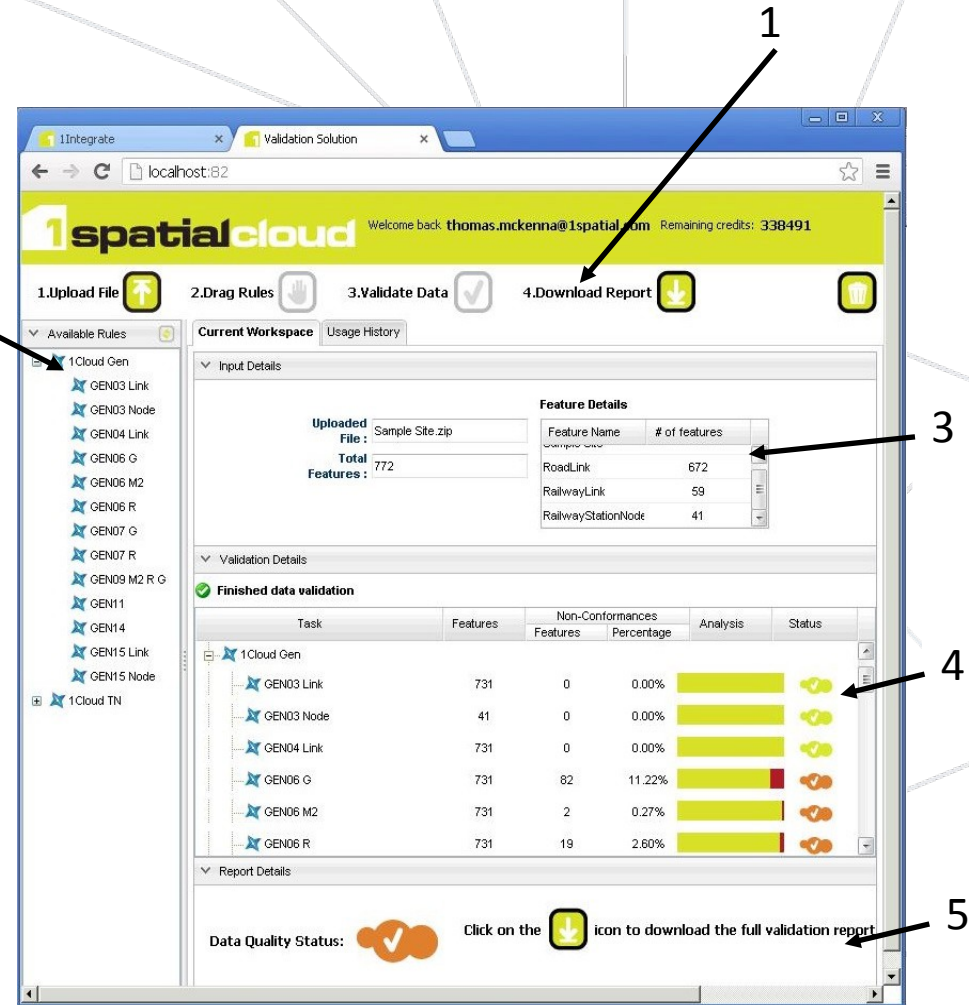 1
1Integrate
Validation Solution
localhost:82
1spatialcloud
Welcome back thomas.mckenna@1spatial.com Remaining credits: 338491
1.Upload File 2.Drag Rules 3.Validate Data 4.Download Report
Available Rules
1Cloud Gen
GEN03 Link
GEN03 Node
GEN04 Link
GEN06 G
GEN06 M2
GEN06 R
GEN07 G
GEN07 R
GEN09 M2 R G
GEN11
GEN14
GEN15 Link
GEN15 Node
1Cloud TN
Current Workspace Usage History
Input Details
Uploaded File : Sample Site.zip
Total Features : 772
Feature Details
Feature Name # of features
Sample Site
RoadLink 672
RailwayLink 59
RailwayStationNode 41
3
Validation Details
Finished data validation
Task Features Non-Conformances Analysis Status
Features Percentage
1Cloud Gen
GEN03 Link 731 0 0.00%
GEN03 Node 41 0 0.00%
GEN04 Link 731 0 0.00%
GEN06 G 731 82 11.22%
GEN06 M2 731 2 0.27%
GEN06 R 731 19 2.60%
4
Report Details
Data Quality Status: Click on the icon to download the full validation report
5